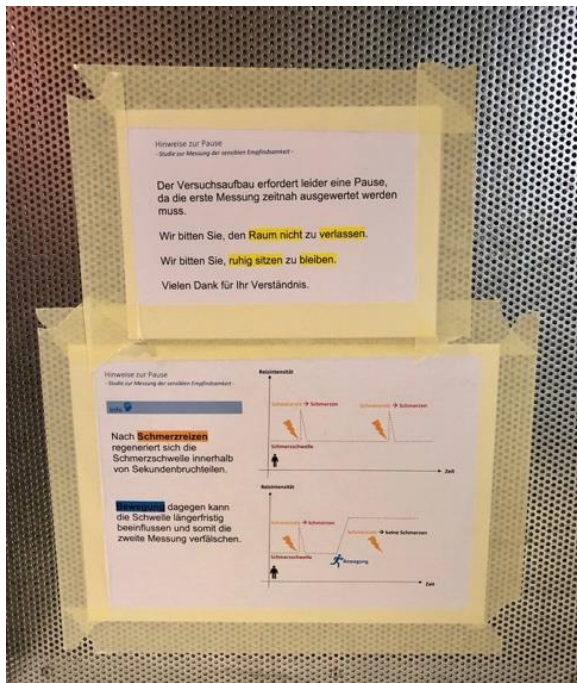 Hinweise zur Pause
- Studie zur Messung der sensiblen Empfindsamkeit -
Der Versuchsaufbau erfordert leider eine Pause,
da die erste Messung zeitnah ausgewertet werden
muss.
Wir bitten Sie, den Raum nicht zu verlassen.
Wir bitten Sie, ruhig sitzen zu bleiben.
Vielen Dank für Ihr Verständnis.
Hinweise zur Pause
- Studie zur Messung der sensiblen Empfindsamkeit -
Info
Nach Schmerzreizen
regeneriert sich die
Schmerzschwelle innerhalb
von Sekundenbruchteilen.
Bewegung dagegen kann
die Schwelle längerfristig
beeinflussen und somit die
zweite Messung verfälschen.
Reizintensität
Schmerzreiz → Schmerzen
Schmerzreiz → Schmerzen
Schmerzschwelle
Zeit
Reizintensität
Schmerzreiz → Schmerzen
Schmerzreiz → keine Schmerzen
Schmerzschwelle
Bewegung
Zeit